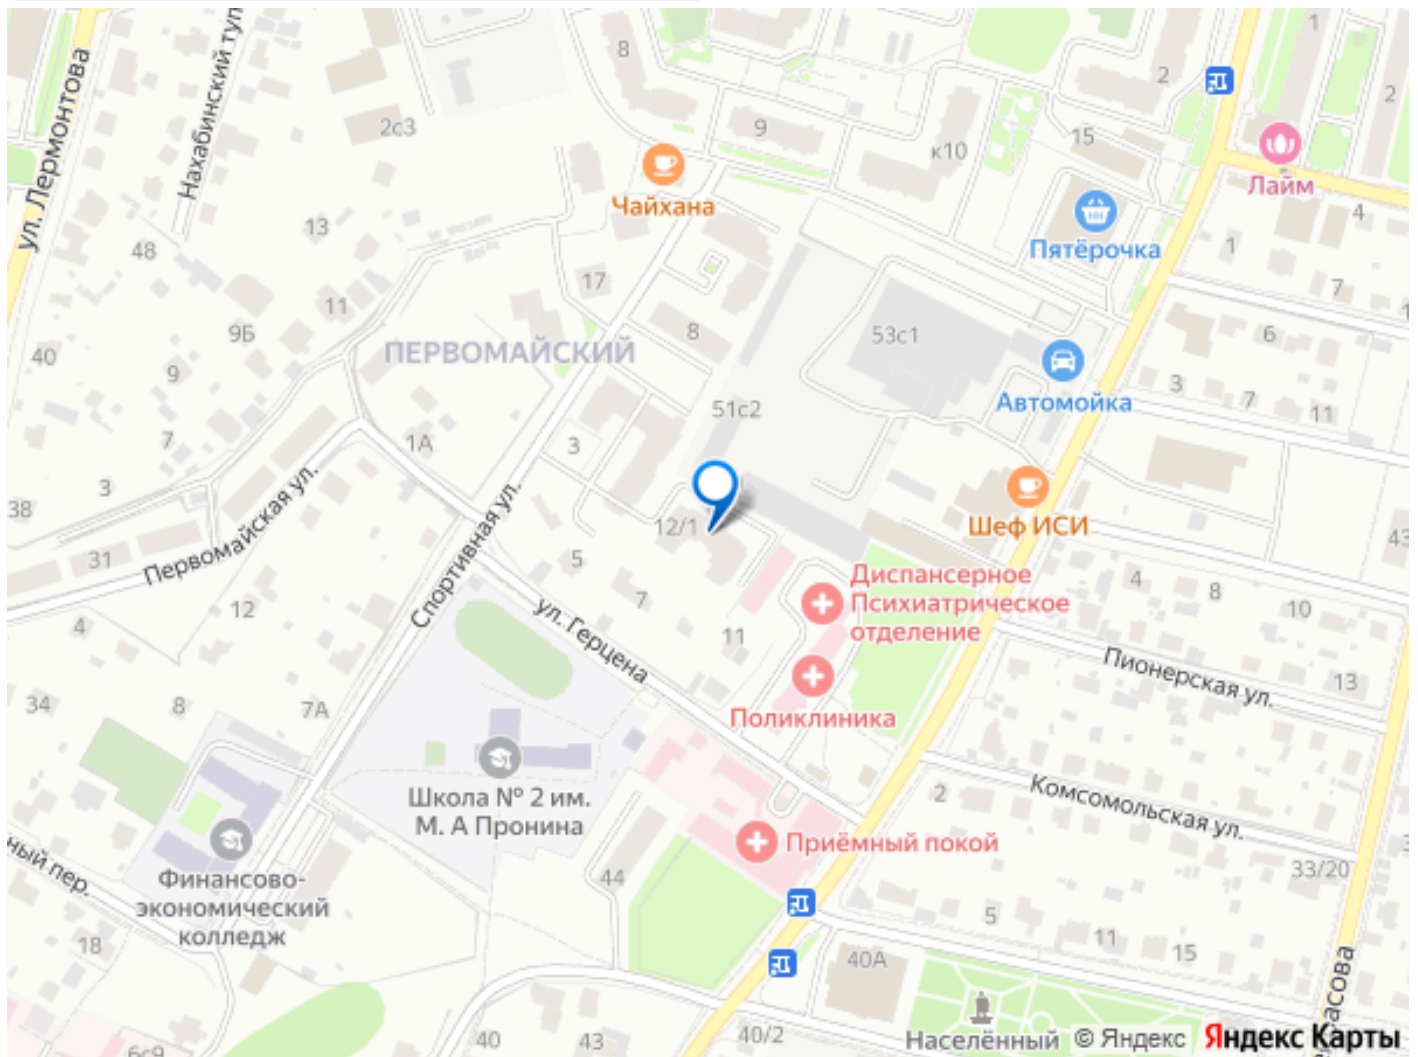 ул. Лермонтова
Нахабинский туп
8
2с3
9
к10
2
15
1
2
Чайхана
Лайм
4
Пятёрочка
13
48
1
7
17
11
9Б
8
53с1
6
ПЕРВОМАЙСКИЙ
40
9
Автомойка
3
7
11
51с2
7
1А
3
3
38
12/1
Шеф ИСИ
43
31
Первомайская ул.
Спортивная ул.
5
7
Диспансерное
Психиатрическое
отделение
4
8
10
12
4
ул. Герцена
11
Пионерская ул.
13
34
8
7А
Поликлиника
Школа № 2 им.
М. А Пронина
2
Комсомольская ул.
Приёмный покой
33/20
ный пер.
Финансово-
экономический
колледж
44
18
5
11
15
40А
40
43
40/2
6с9
Населённый
© Яндекс
Яндекс Карты